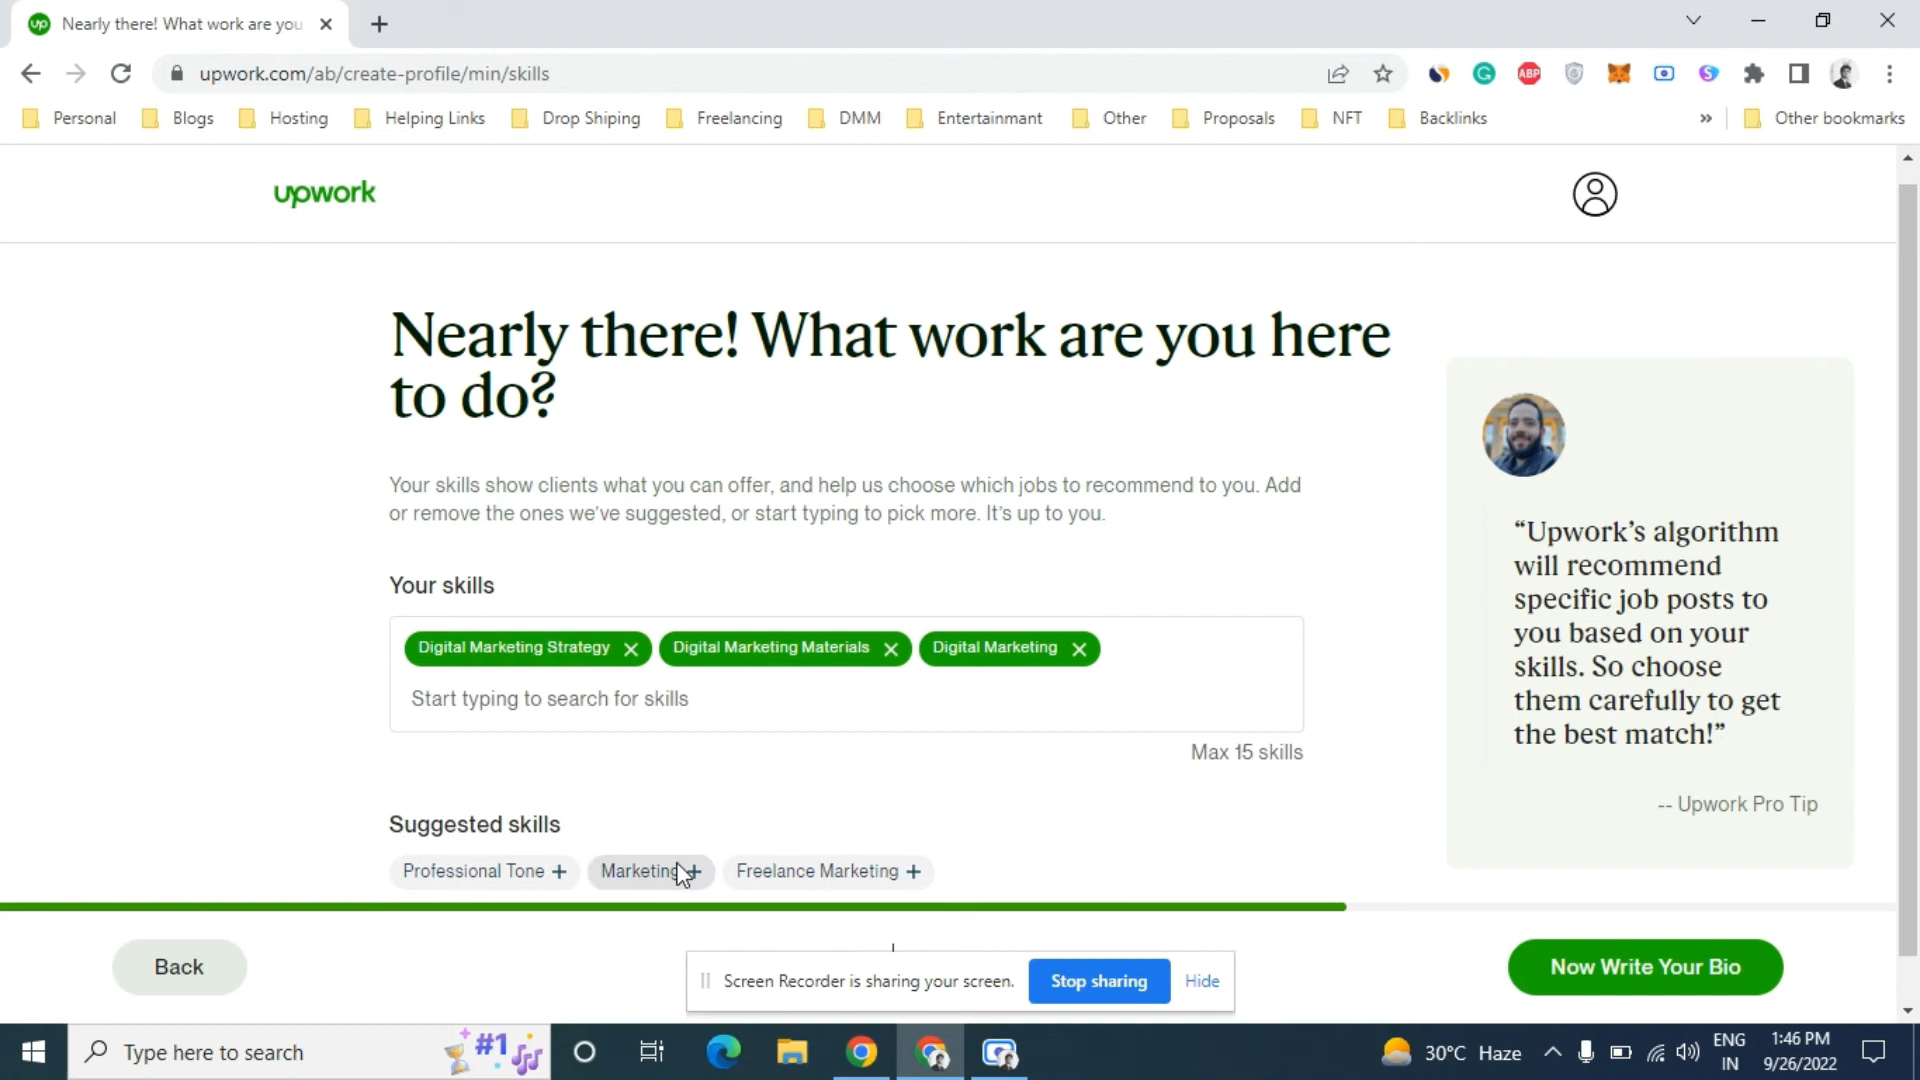 Nearly there! What work are you
upwork.com/ab/create-profile/min/skills
ABP
Personal Blogs Hosting Helping Links Drop Shiping Freelancing DMM Entertainmant Other Proposals NFT Backlinks » Other bookmarks
upwork
Nearly there! What work are you here
to do?
Your skills show clients what you can offer, and help us choose which jobs to recommend to you. Add
or remove the ones we've suggested, or start typing to pick more. It's up to you.
Your skills
Digital Marketing Strategy Digital Marketing Materials Digital Marketing
Start typing to search for skills
Max 15 skills
Suggested skills
Professional Tone + Marketing + Freelance Marketing +
“Upwork’s algorithm
will recommend
specific job posts to
you based on your
skills. So choose
them carefully to get
the best match!”
-- Upwork Pro Tip
Back
Screen Recorder is sharing your screen. Stop sharing Hide
Now Write Your Bio
Type here to search
#1
30°C Haze
ENG
IN
1:46 PM
9/26/2022